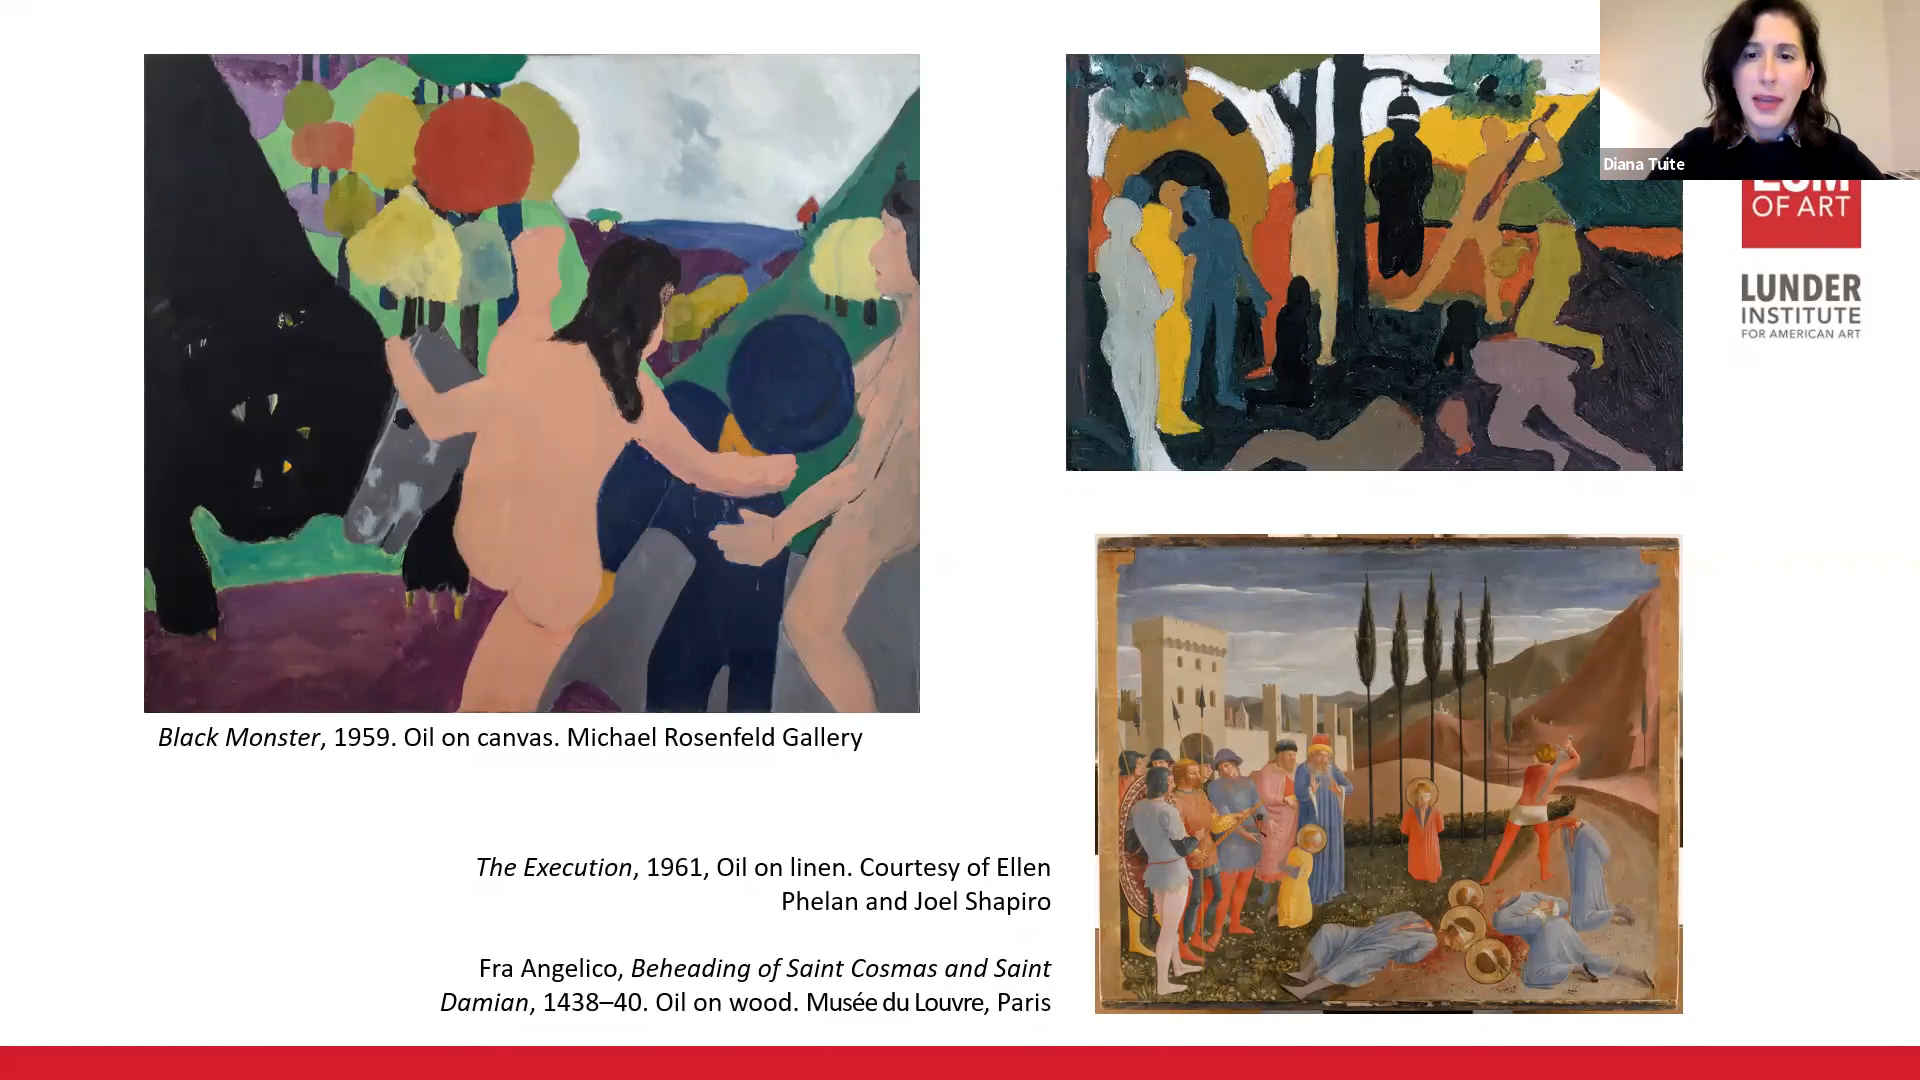 Diana Tuite
OF ART
LUNDER
INSTITUTE
FOR AMERICAN ART
Black Monster, 1959. Oil on canvas. Michael Rosenfeld Gallery
The Execution, 1961, Oil on linen. Courtesy of Ellen
Phelan and Joel Shapiro
Fra Angelico, Beheading of Saint Cosmas and Saint
Damian, 1438–40. Oil on wood. Musée du Louvre, Paris